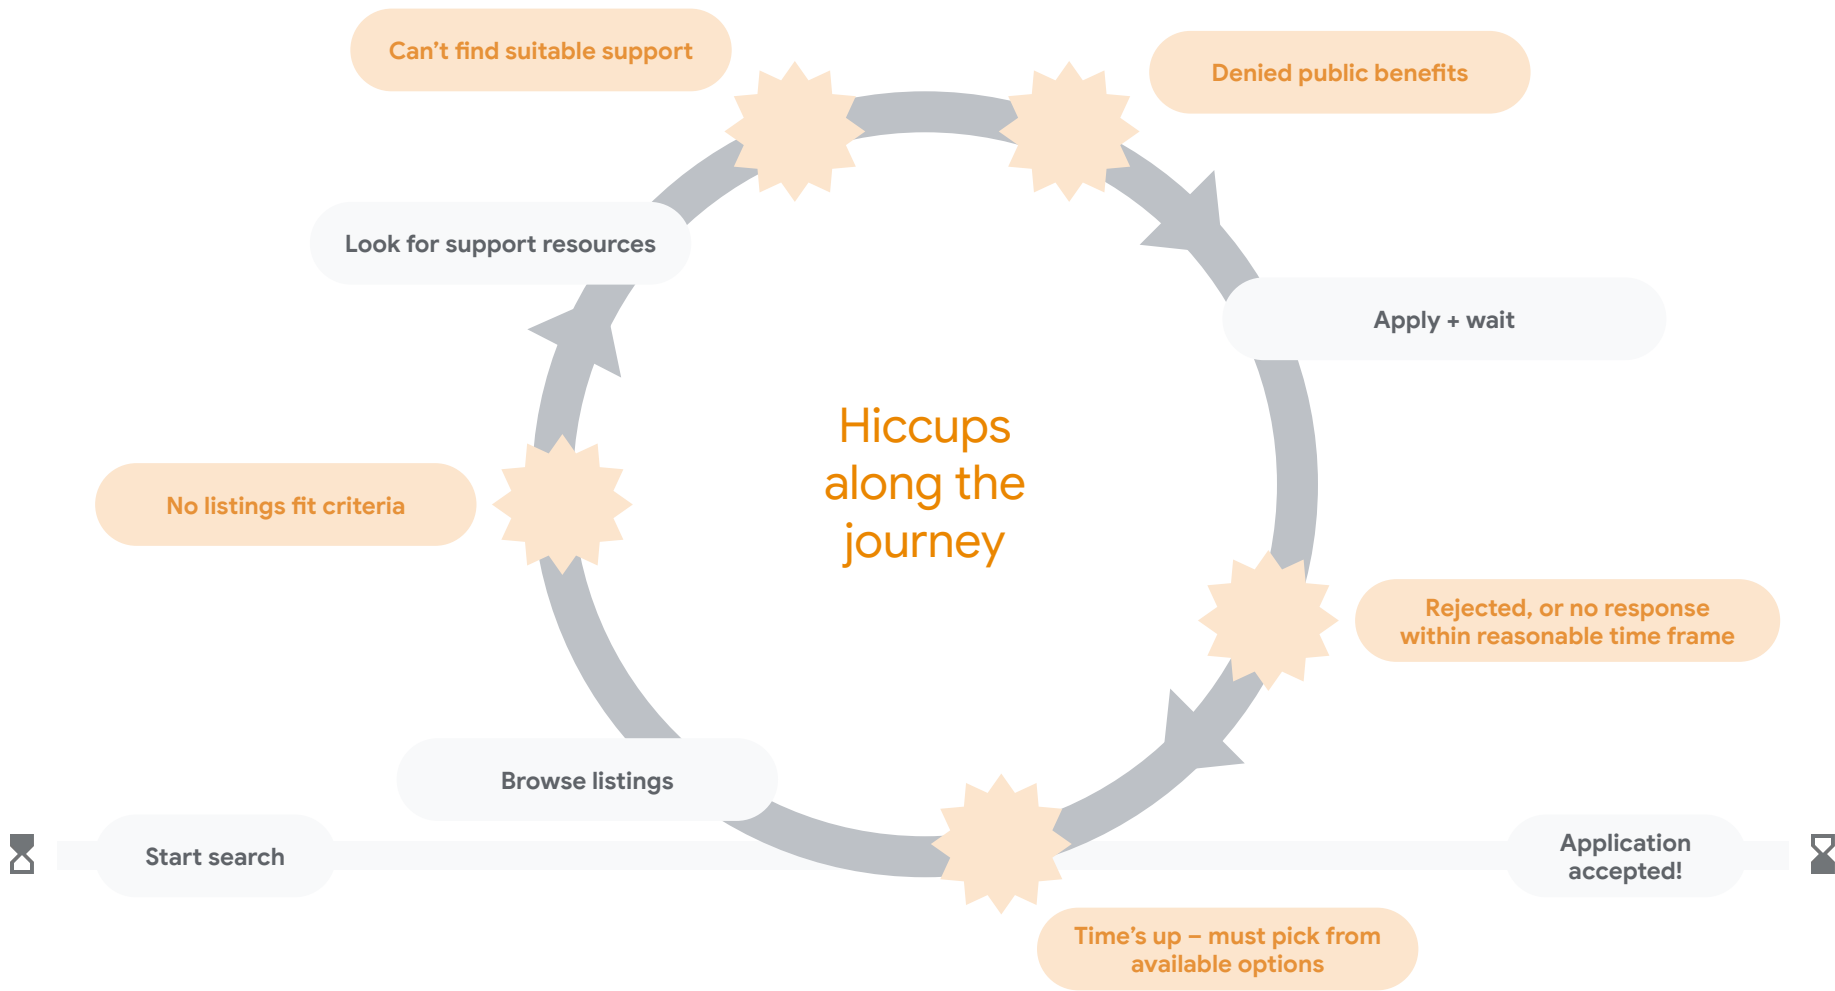 Can’t find suitable support
Denied public benefits
Look for support resources
Apply + wait
Hiccups
along the
journey
No listings fit criteria
Rejected, or no response
within reasonable time frame
Browse listings
Start search
Application
accepted!
Time’s up – must pick from
available options